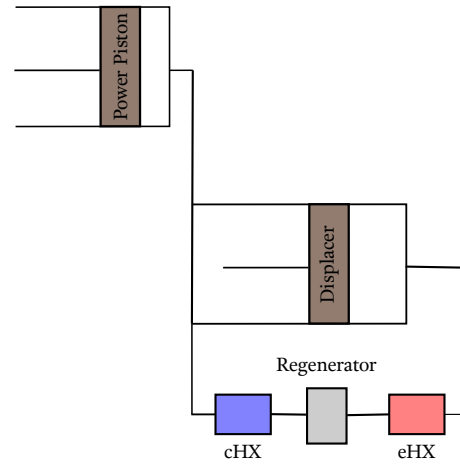 Power Piston
Displacer
Regenerator
cHX
eHX